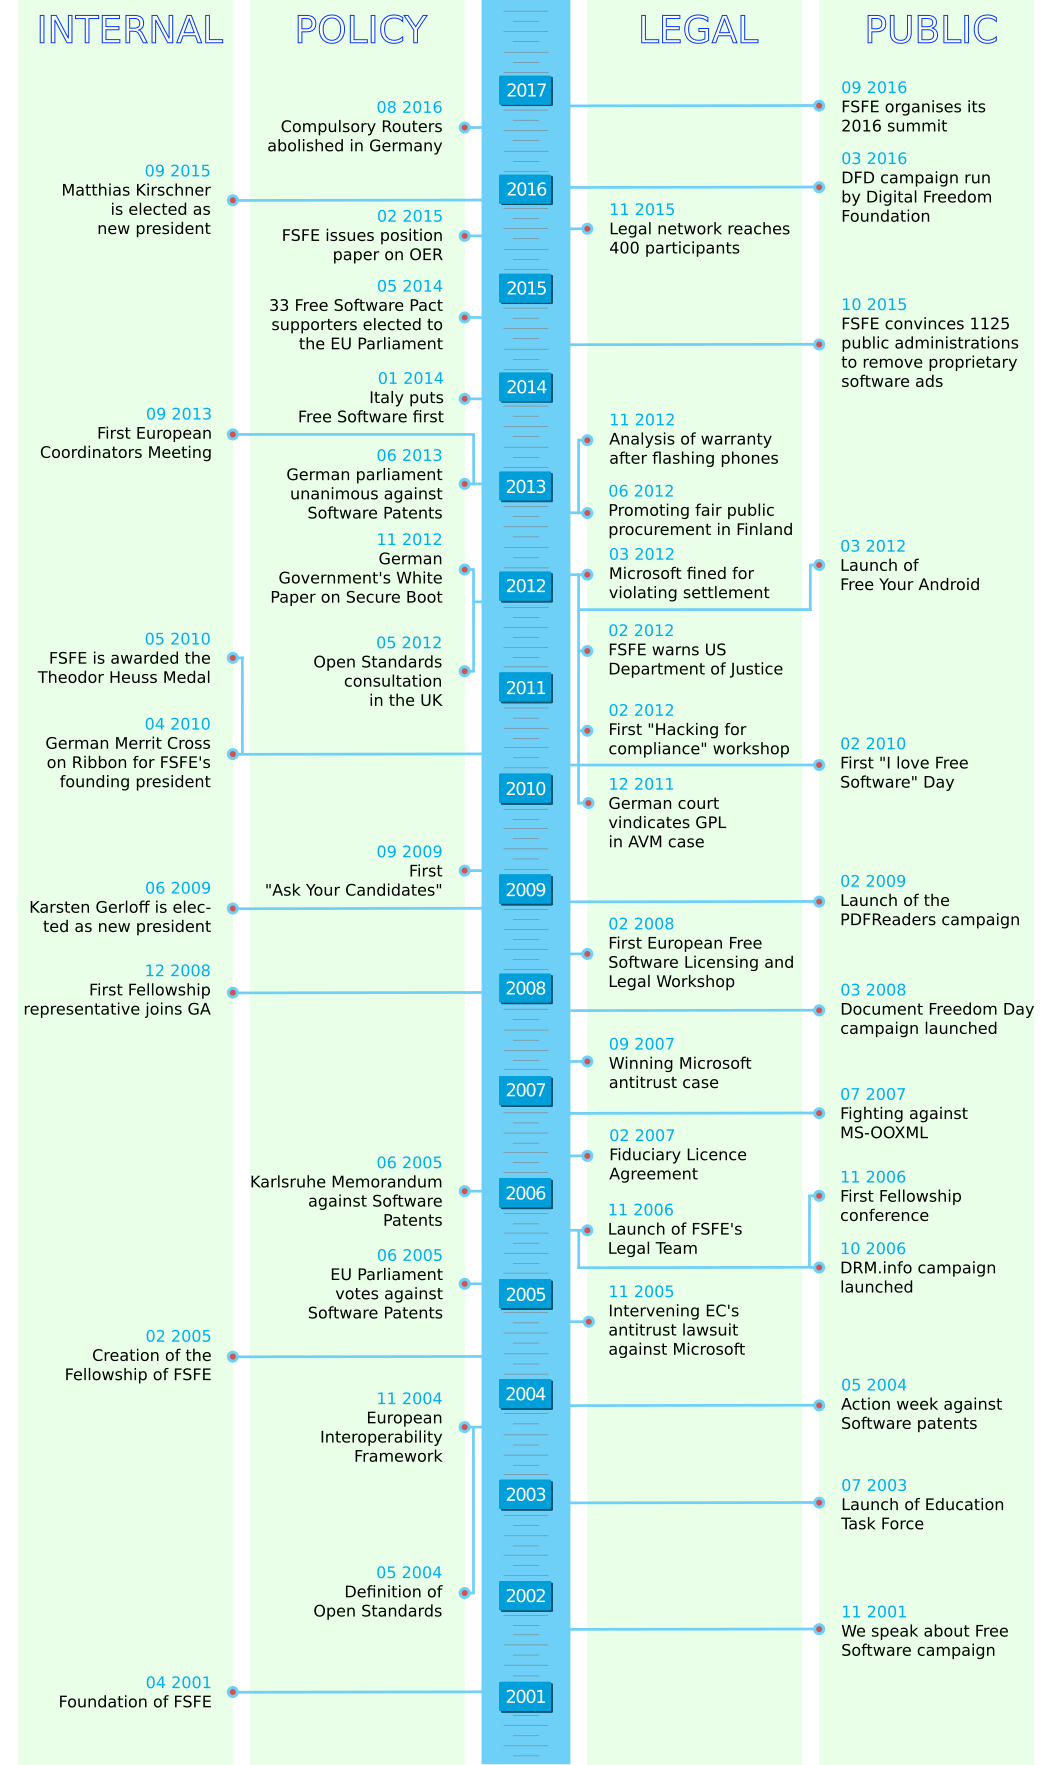 INTERNAL
POLICY
LEGAL
PUBLIC
04 2001
Foundation of FSFE
02 2005
Creation of the
Fellowship of FSFE
12 2008
First Fellowship
representative joins GA
06 2009
Karsten Gerloff is elec-
ted as new president
04 2010
German Merrit Cross
on Ribbon for FSFE's
founding president
05 2010
FSFE is awarded the
Theodor Heuss Medal
09 2013
First European
Coordinators Meeting
09 2015
Matthias Kirschner
is elected as
new president
08 2016
Compulsory Routers
abolished in Germany
02 2015
FSFE issues position
paper on OER
05 2014
33 Free Software Pact
supporters elected to
the EU Parliament
01 2014
Italy puts
Free Software first
06 2013
German parliament
unanimous against
Software Patents
11 2012
German
Government's White
Paper on Secure Boot
05 2012
Open Standards
consultation
in the UK
09 2009
First
"Ask Your Candidates"
06 2005
Karlsruhe Memorandum
against Software
Patents
06 2005
EU Parliament
votes against
Software Patents
11 2004
European
Interoperability
Framework
05 2004
Definition of
Open Standards
2017
2016
2015
2014
2013
2012
2011
2010
2009
2008
2007
2006
2005
2004
2003
2002
2001
11 2015
Legal network reaches
400 participants
11 2012
Analysis of warranty
after flashing phones
06 2012
Promoting fair public
procurement in Finland
03 2012
Microsoft fined for
violating settlement
02 2012
FSFE warns US
Department of Justice
02 2012
First "Hacking for
compliance" workshop
12 2011
German court
vindicates GPL
in AVM case
02 2008
First European Free
Software Licensing and
Legal Workshop
09 2007
Winning Microsoft
antitrust case
02 2007
Fiduciary Licence
Agreement
11 2006
Launch of FSFE's
Legal Team
11 2005
Intervening EC's
antitrust lawsuit
against Microsoft
09 2016
FSFE organises its
2016 summit
03 2016
DFD campaign run
by Digital Freedom
Foundation
10 2015
FSFE convinces 1125
public administrations
to remove proprietary
software ads
03 2012
Launch of
Free Your Android
02 2010
First "I love Free
Software" Day
02 2009
Launch of the
PDFReaders campaign
03 2008
Document Freedom Day
campaign launched
07 2007
Fighting against
MS-OOXML
11 2006
First Fellowship
conference
10 2006
DRM.info campaign
launched
05 2004
Action week against
Software patents
07 2003
Launch of Education
Task Force
11 2001
We speak about Free
Software campaign